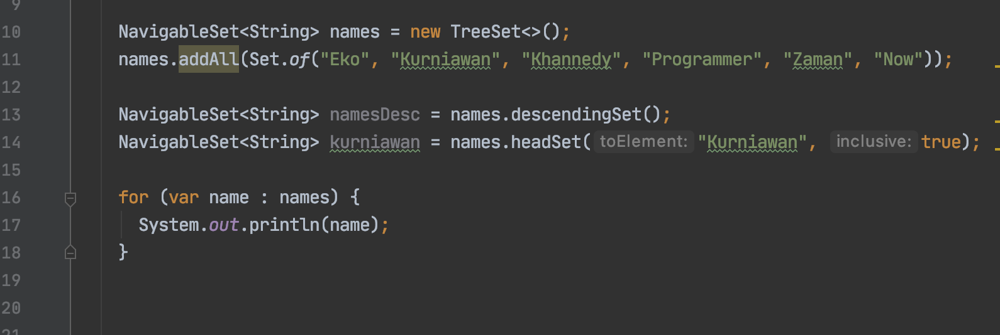 9
10 NavigableSet<String> names = new TreeSet<>();
11 names.addAll(Set.of("Eko", "Kurniawan", "Khannedy", "Programmer", "Zaman", "Now"));
12
13 NavigableSet<String> namesDesc = names.descendingSet();
14 NavigableSet<String> kurniawan = names.headSet( toElement: "Kurniawan", inclusive: true);
15
16 for (var name : names) {
17 System.out.println(name);
18 }
19
20
21